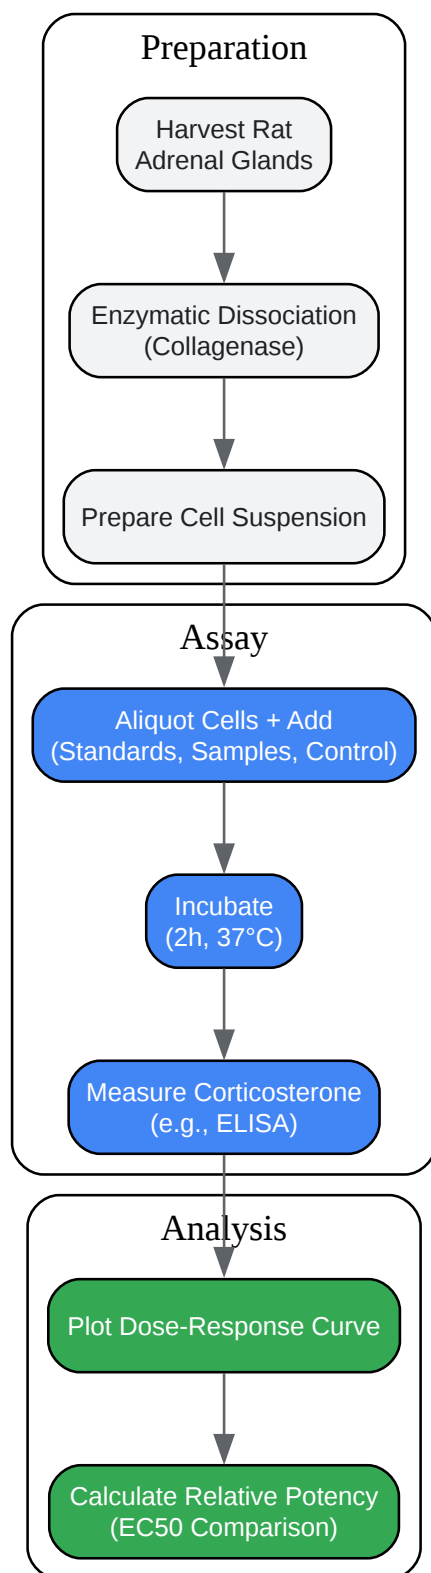 Preparation
Harvest Rat
Adrenal Glands
Enzymatic Dissociation
(Collagenase)
Prepare Cell Suspension
Assay
Aliquot Cells + Add
(Standards, Samples, Control)
Incubate
(2h, 37°C)
Measure Corticosterone
(e.g., ELISA)
Analysis
Plot Dose-Response Curve
Calculate Relative Potency
(EC50 Comparison)